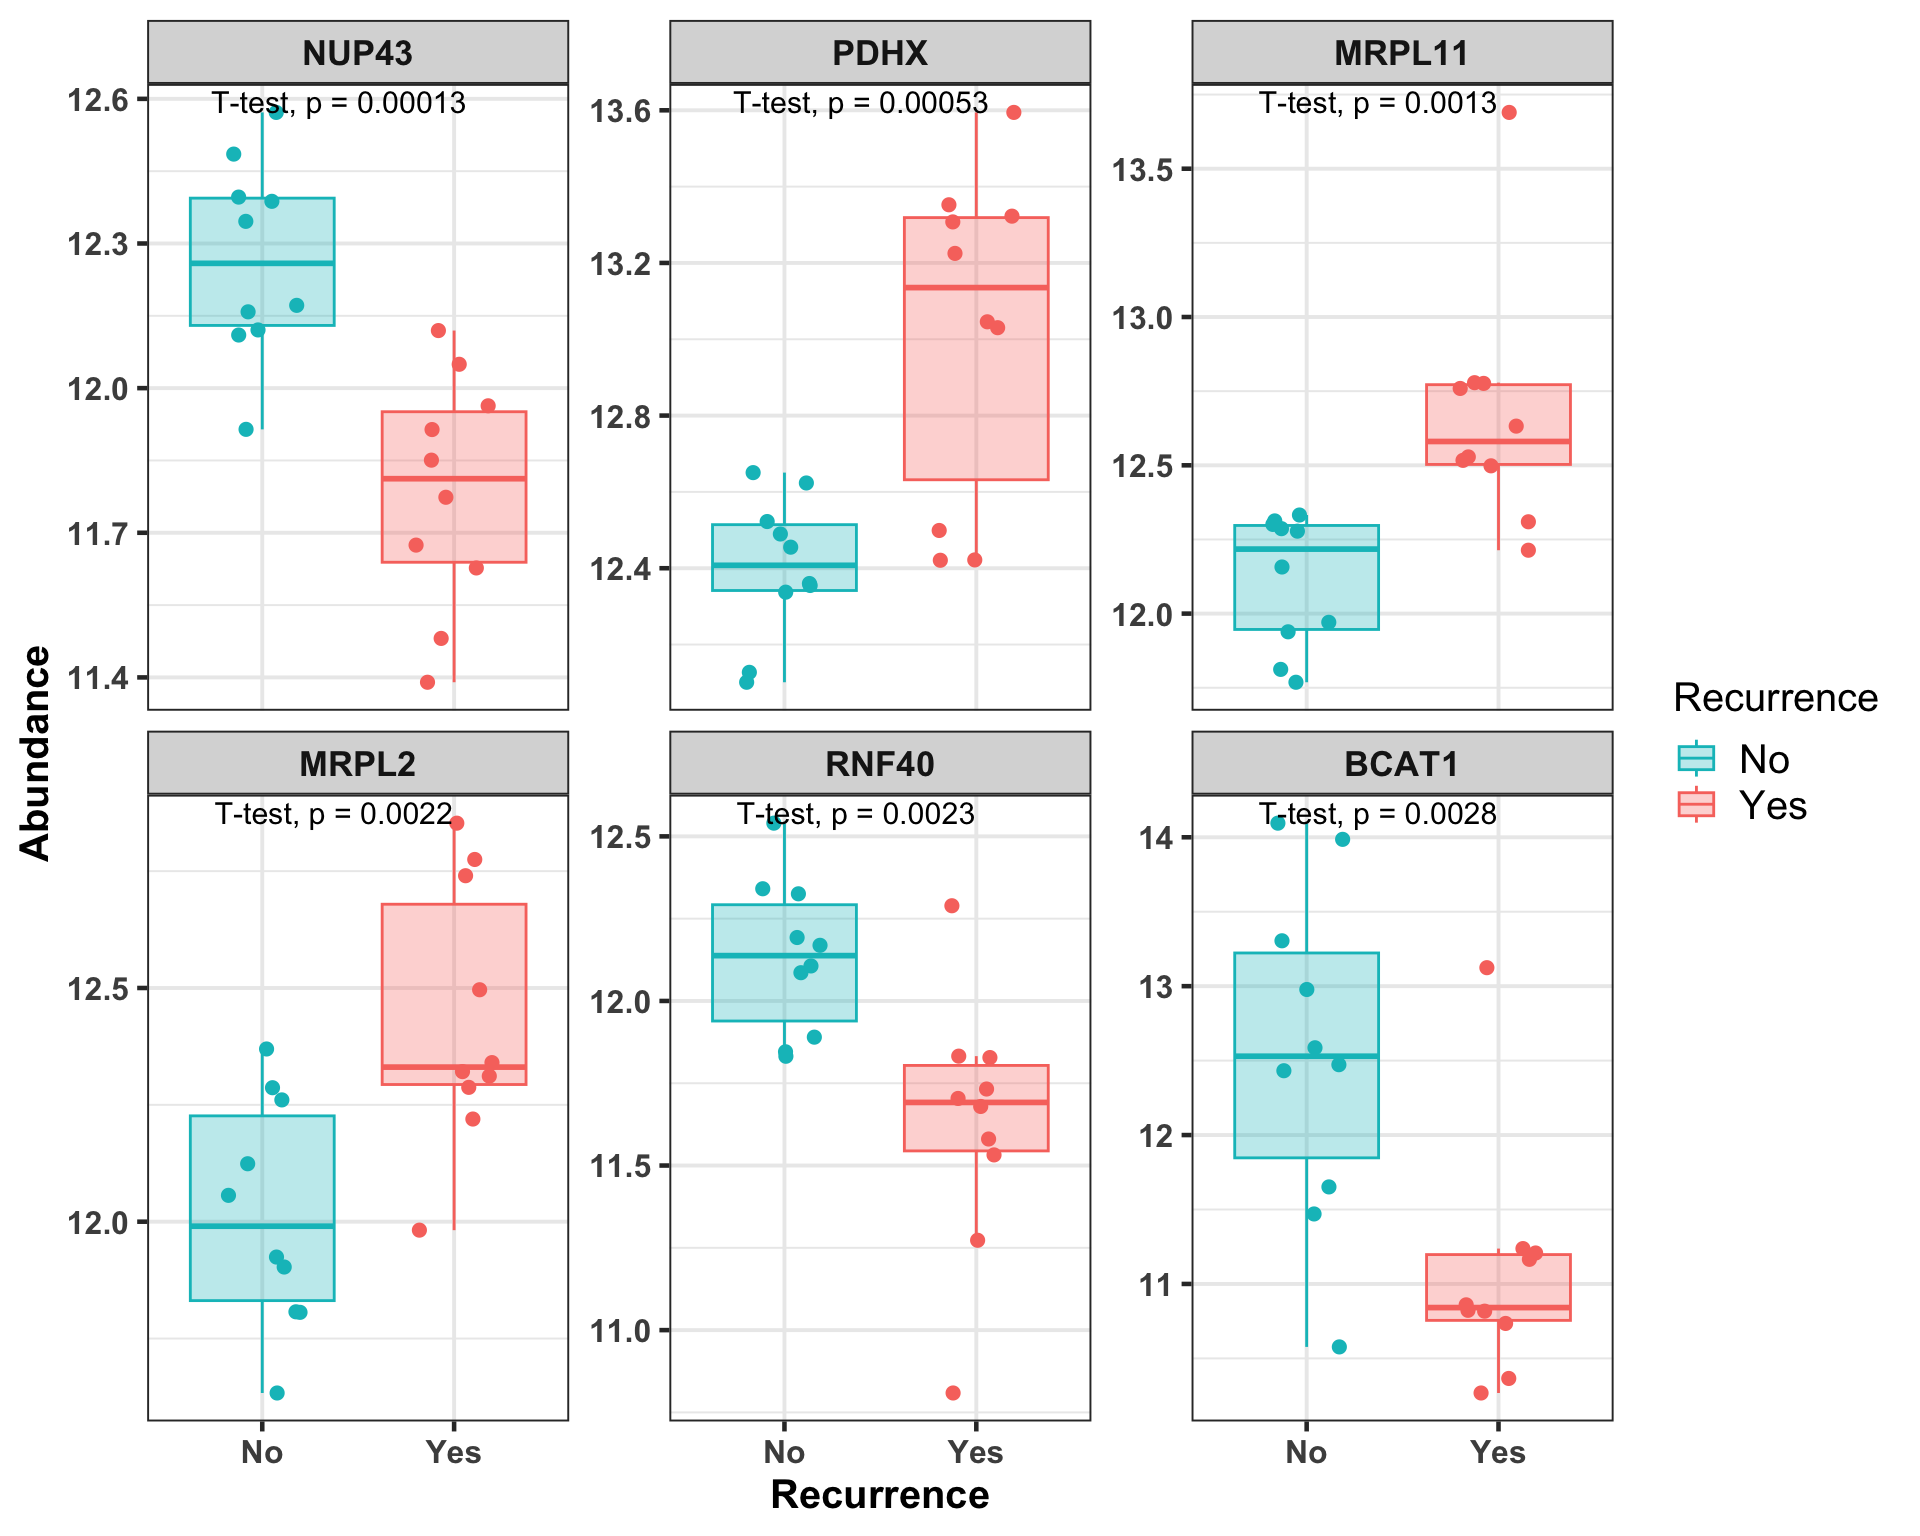 NUP43
PDHX
MRPL11
T-test, p = 0.00013
T-test, p = 0.00053
T-test, p = 0.0013
12.6
12.3
12.0
11.7
11.4
13.6
13.2
12.8
12.4
13.5
13.0
12.5
12.0
MRPL2
RNF40
BCAT1
T-test, p = 0.0022
T-test, p = 0.0023
T-test, p = 0.0028
12.5
12.0
12.5
12.0
11.5
11.0
14
13
12
11
No
Yes
No
Yes
No
Yes
Recurrence
Abundance
Recurrence
No
Yes